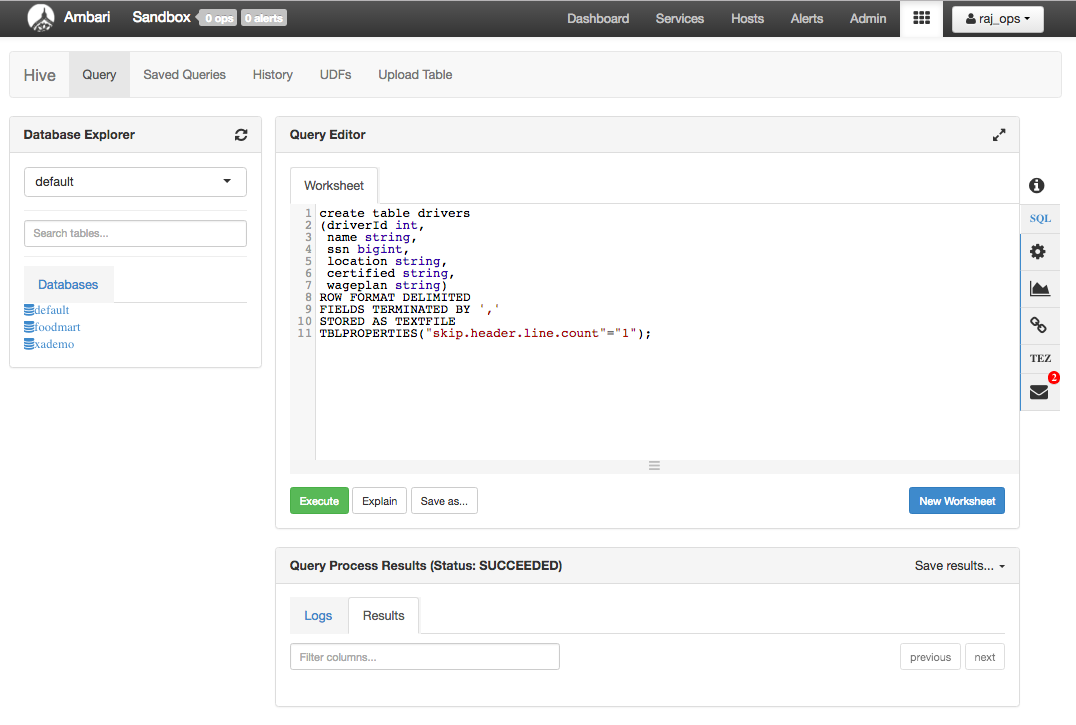 Ambari Sandbox 0 ops 0 alerts Dashboard Services Hosts Alerts Admin raj_ops
Hive Query Saved Queries History UDFs Upload Table
Database Explorer
default
Search tables...
Databases
default
foodmart
xademo
Query Editor
Worksheet
1 create table drivers
2 (driverId int,
3 name string,
4 ssn bigint,
5 location string,
6 certified string,
7 wageplan string)
8 ROW FORMAT DELIMITED
9 FIELDS TERMINATED BY ','
10 STORED AS TEXTFILE
11 TBLPROPERTIES("skip.header.line.count"="1");
Execute Explain Save as... New Worksheet
SQL
TEZ
2
Query Process Results (Status: SUCCEEDED) Save results...
Logs Results
Filter columns... previous next